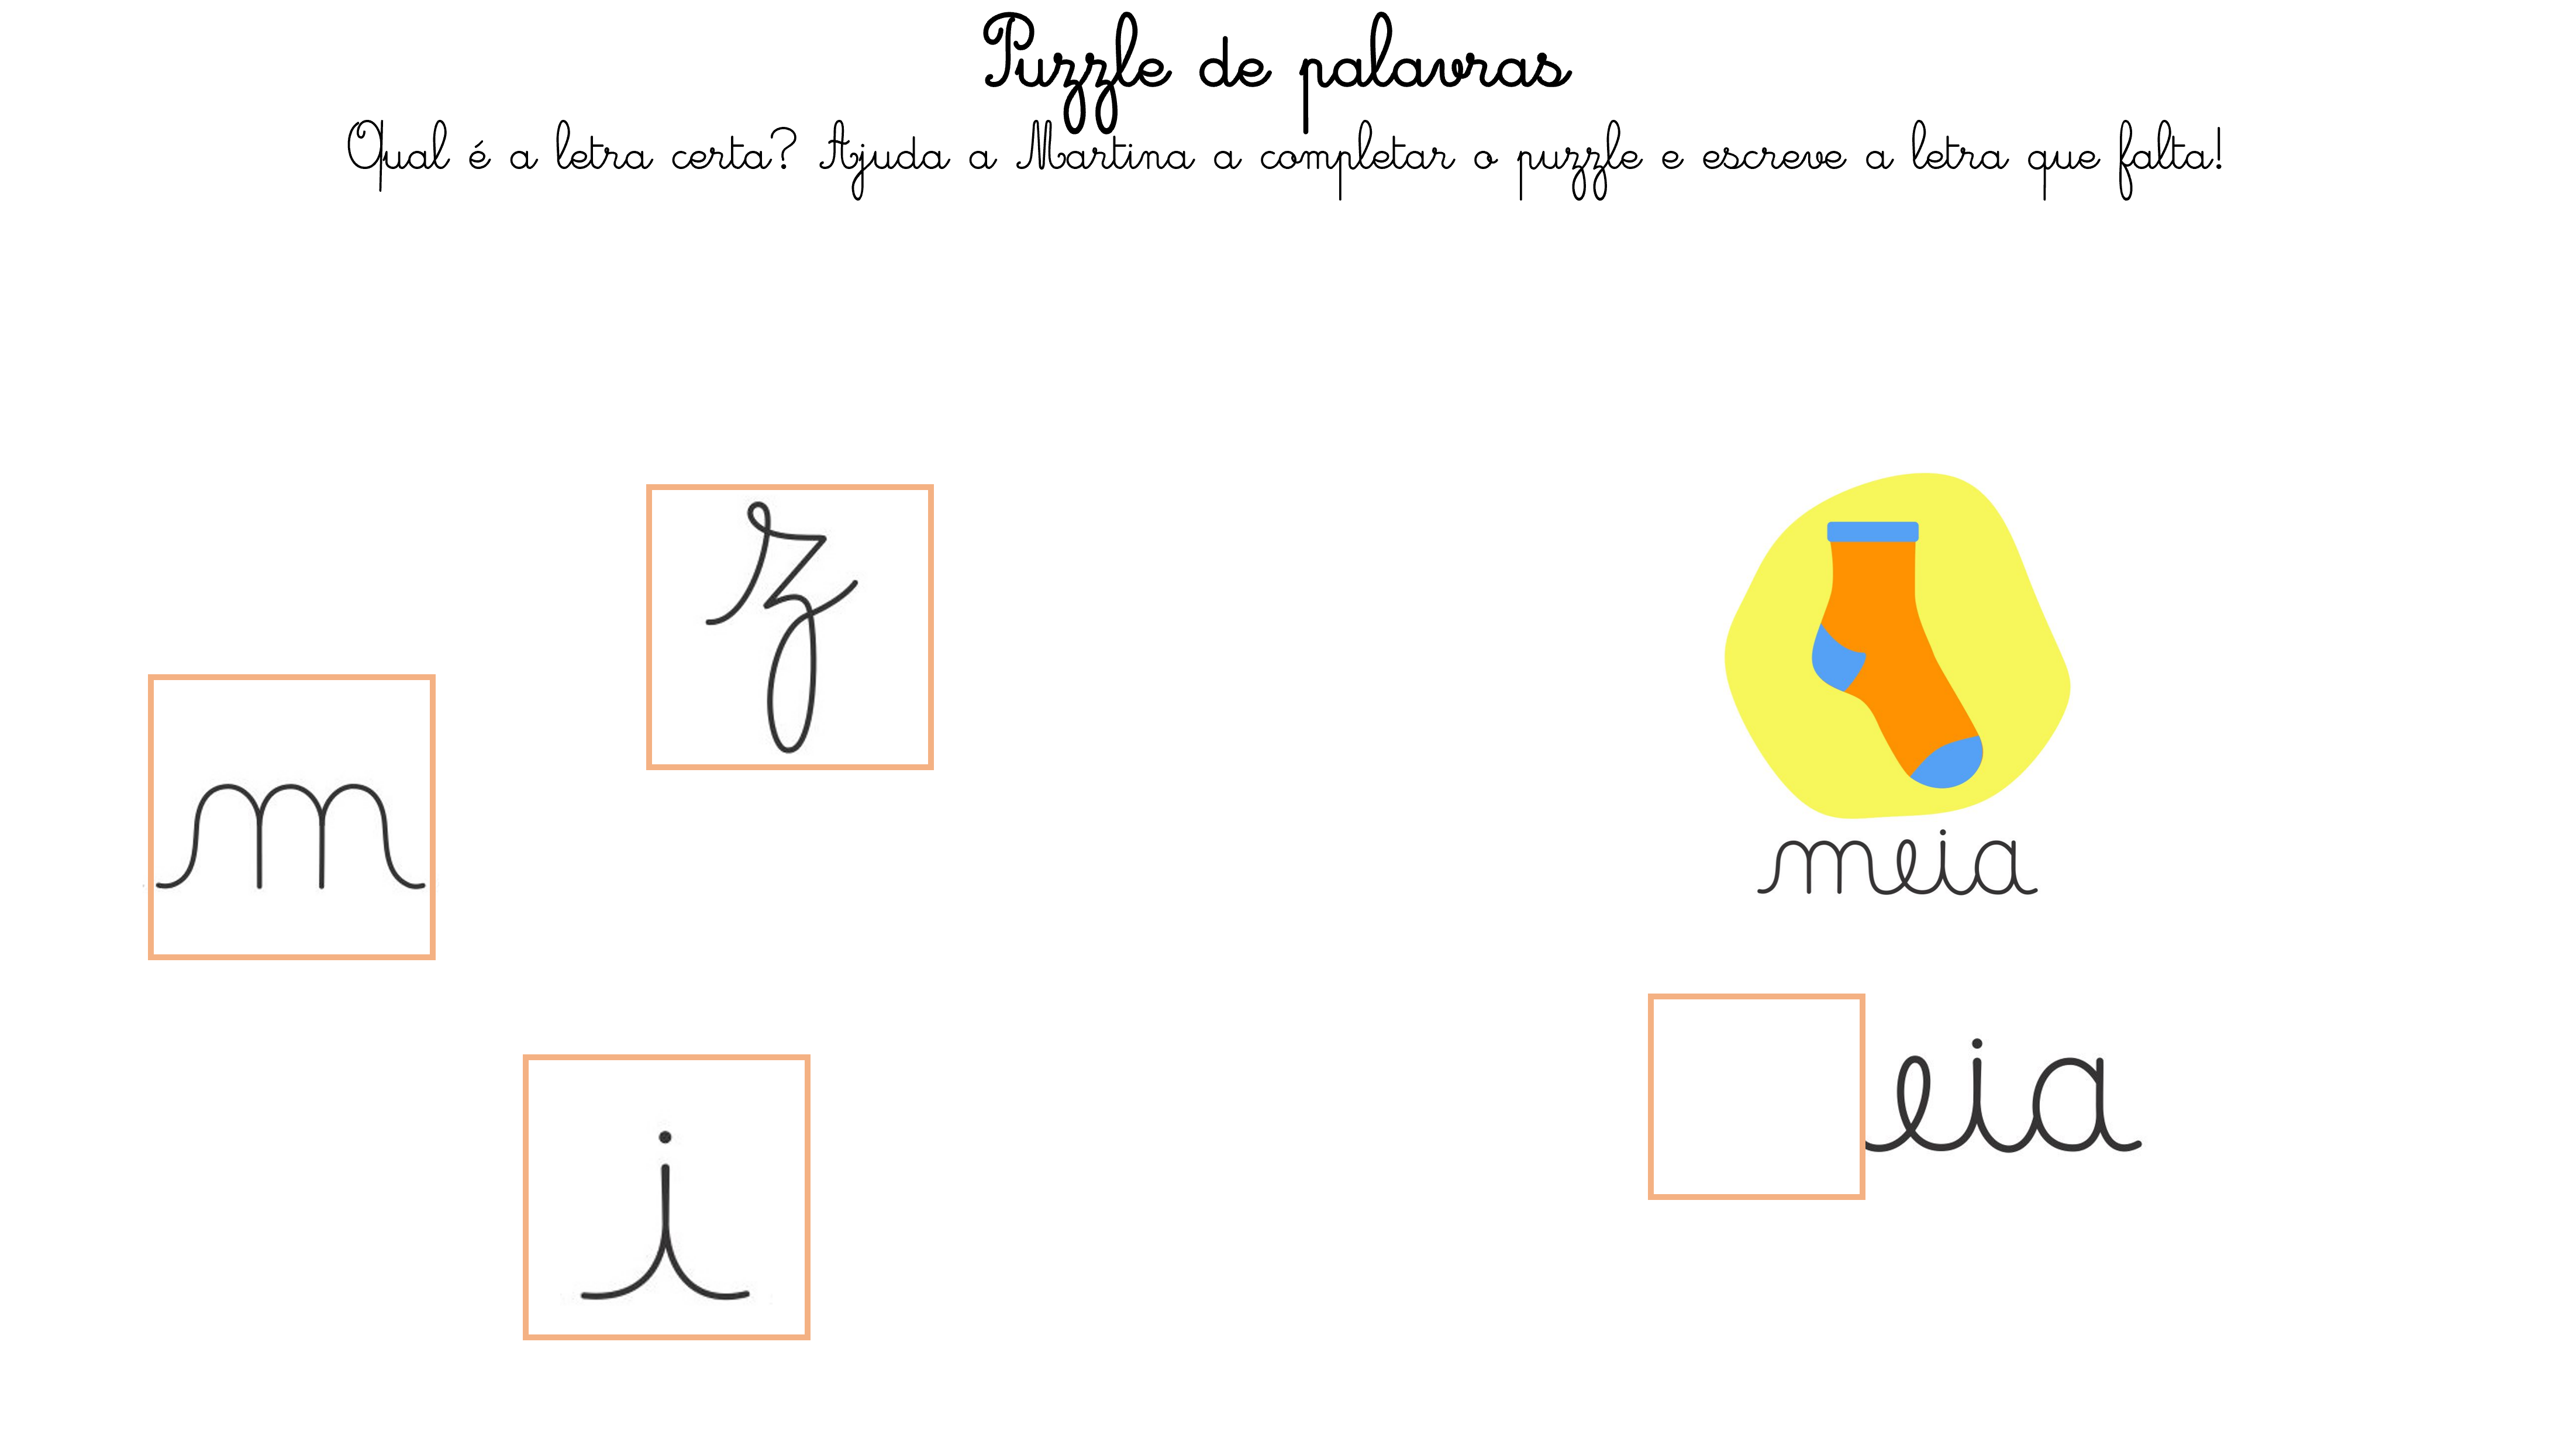 Puzzle de palavras
Qual é a letra certa? Ajuda a Martina a completar o puzzle e escreve a letra que falta!
z
m
meia
eia
i